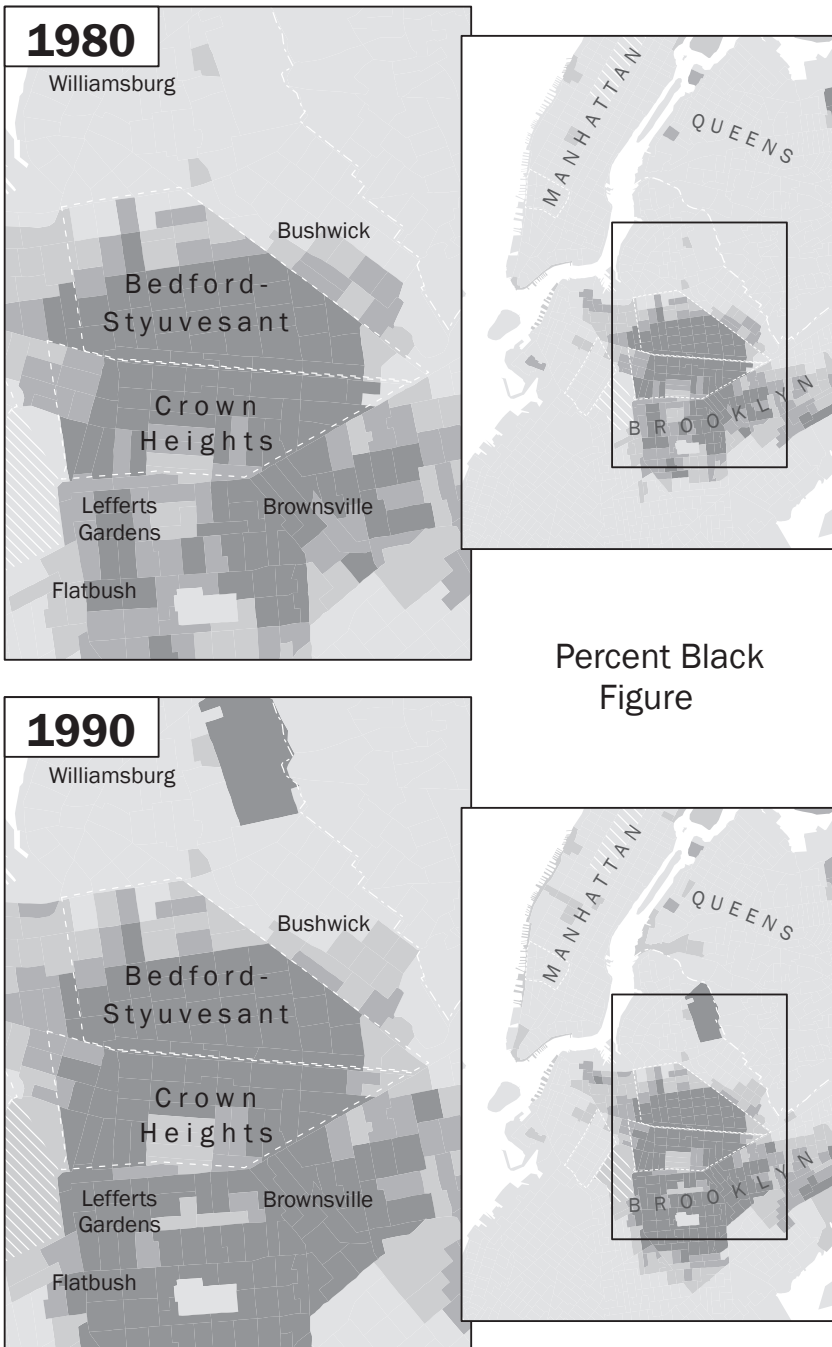 1980
Williamsburg
Bushwick
Bedford-
Styuvesant
Crown
Heights
Lefferts
Gardens
Brownsville
Flatbush
MANHATTAN
QUEENS
BROOKLYN
Percent Black
Figure
1990
Williamsburg
Bushwick
Bedford-
Styuvesant
Crown
Heights
Lefferts
Gardens
Brownsville
Flatbush
MANHATTAN
QUEENS
BROOKLYN